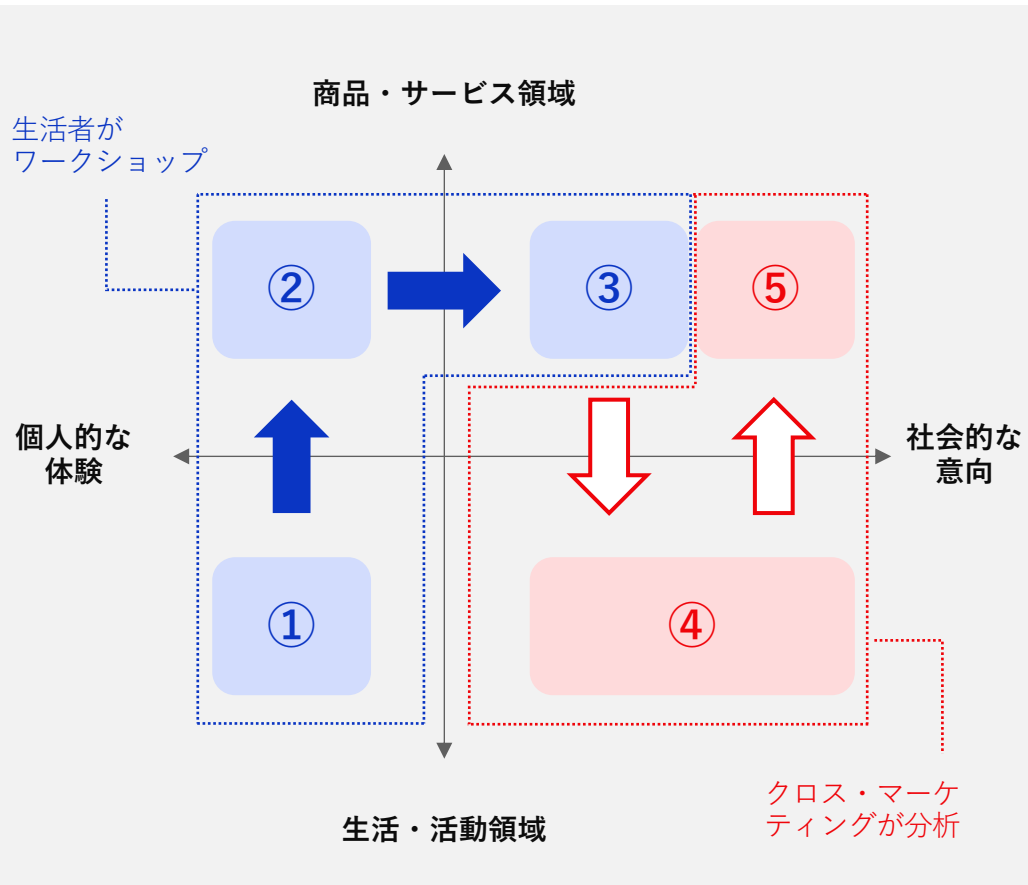 商品・サービス領域
生活者が
ワークショップ
②
③
⑤
個人的な
体験
社会的な
意向
①
④
クロス・マーケ
ティングが分析
生活・活動領域